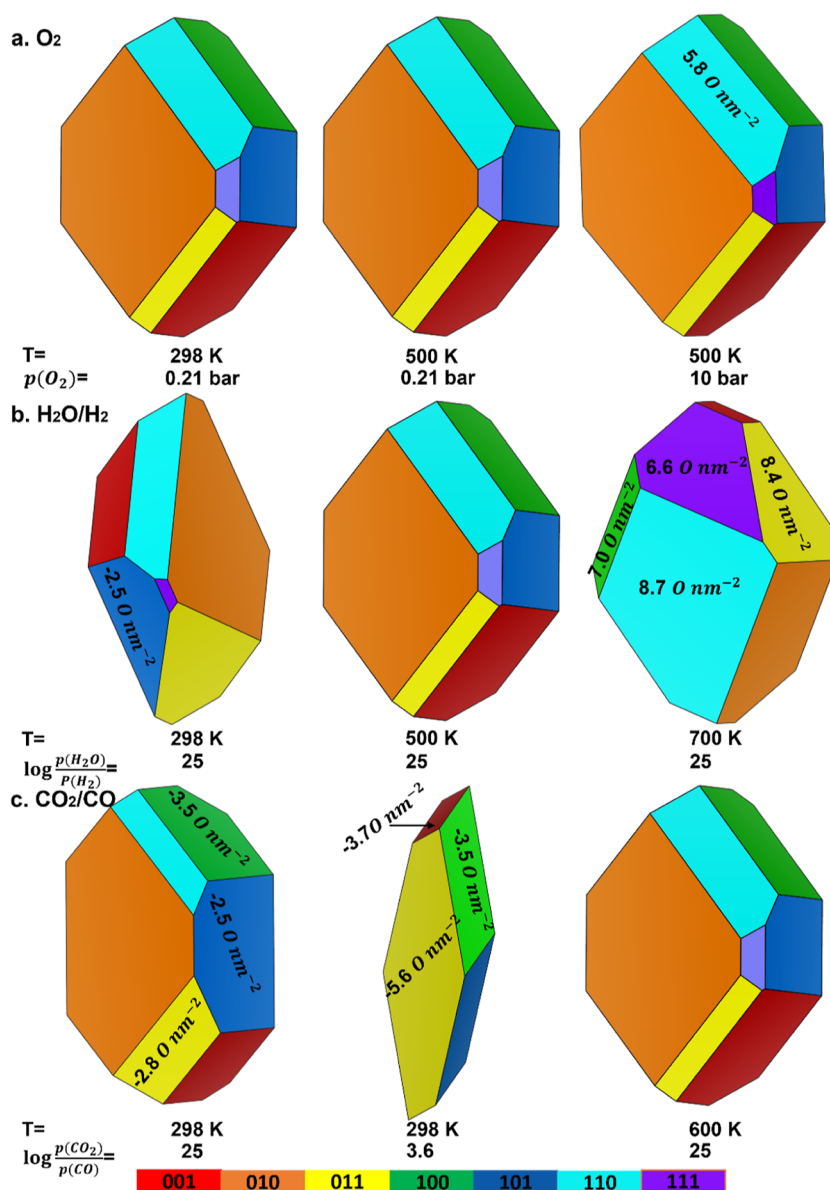 a. O₂
5.8 O nm⁻²
T= 298 K 500 K 500 K
p(O₂)= 0.21 bar 0.21 bar 10 bar
b. H₂O/H₂
-2.5 O nm⁻²
7.0 O nm⁻²
6.6 O nm⁻²
8.4 O nm⁻²
8.7 O nm⁻²
T= 298 K 500 K 700 K
log p(H₂O)/P(H₂)= 25 25 25
c. CO₂/CO
-3.5 O nm⁻²
-2.5 O nm⁻²
-2.8 O nm⁻²
-3.7O nm⁻²
-3.5 O nm⁻²
-5.6 O nm⁻²
T= 298 K 298 K 600 K
log p(CO₂)/p(CO)= 25 3.6 25
001 010 011 100 101 110 111